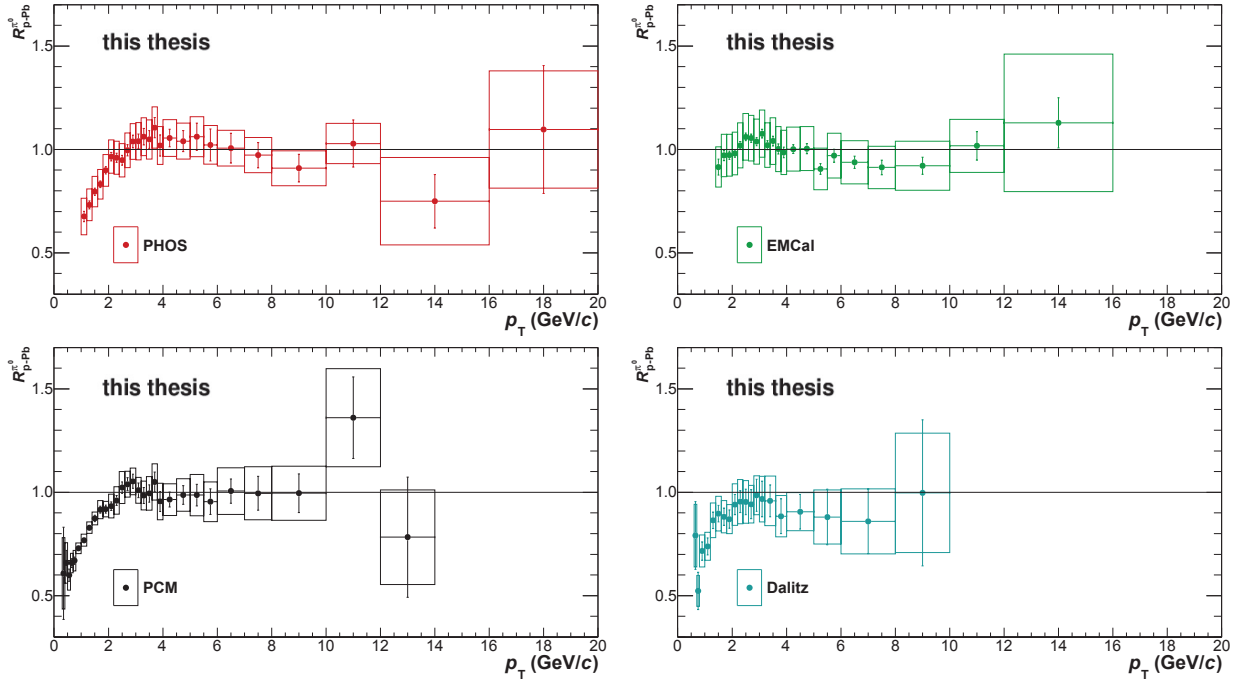 R^{π⁰}_{p-Pb}
this thesis
1.5
1.0
0.5
PHOS
0 2 4 6 8 10 12 14 16 18 20
p_T (GeV/c)
R^{π⁰}_{p-Pb}
this thesis
1.5
1.0
0.5
EMCal
0 2 4 6 8 10 12 14 16 18 20
p_T (GeV/c)
R^{π⁰}_{p-Pb}
this thesis
1.5
1.0
0.5
PCM
0 2 4 6 8 10 12 14 16 18 20
p_T (GeV/c)
R^{π⁰}_{p-Pb}
this thesis
1.5
1.0
0.5
Dalitz
0 2 4 6 8 10 12 14 16 18 20
p_T (GeV/c)